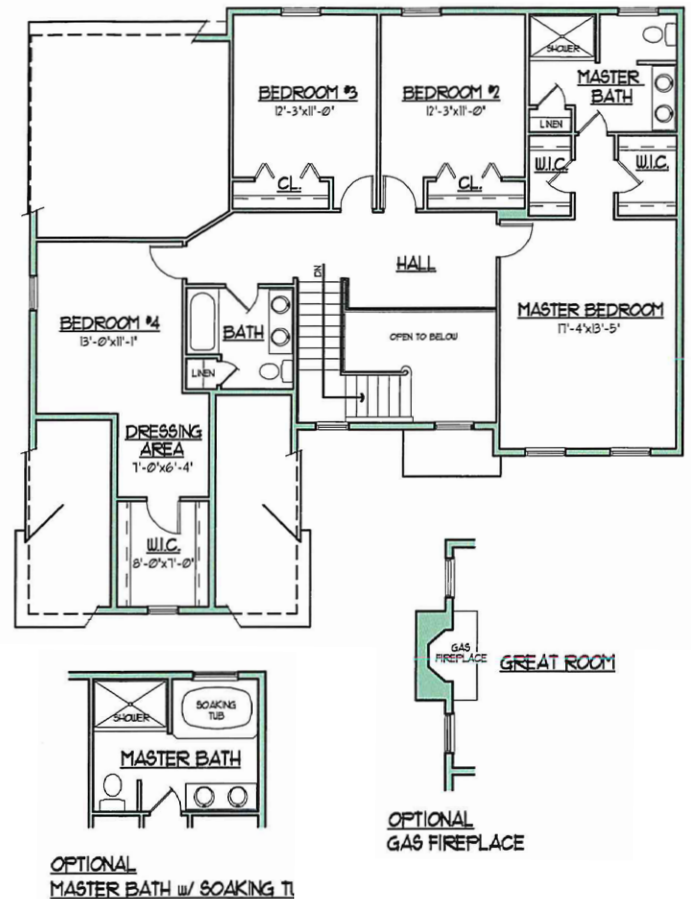 SHOWER
BEDROOM #3
12'-3"x11'-0"
BEDROOM #2
12'-3"x11'-0"
MASTER
BATH
LINEN
CL.
CL.
W.I.C.
W.I.C.
HALL
DN
BEDROOM #4
13'-0"x11'-1"
BATH
LINEN
OPEN TO BELOW
MASTER BEDROOM
17'-4"x13'-5"
DRESSING
AREA
7'-0"x6'-4"
W.I.C.
8'-0"x7'-0"
GAS
FIREPLACE
GREAT ROOM
SHOWER
SOAKING
TUB
MASTER BATH
OPTIONAL
GAS FIREPLACE
OPTIONAL
MASTER BATH w/ SOAKING